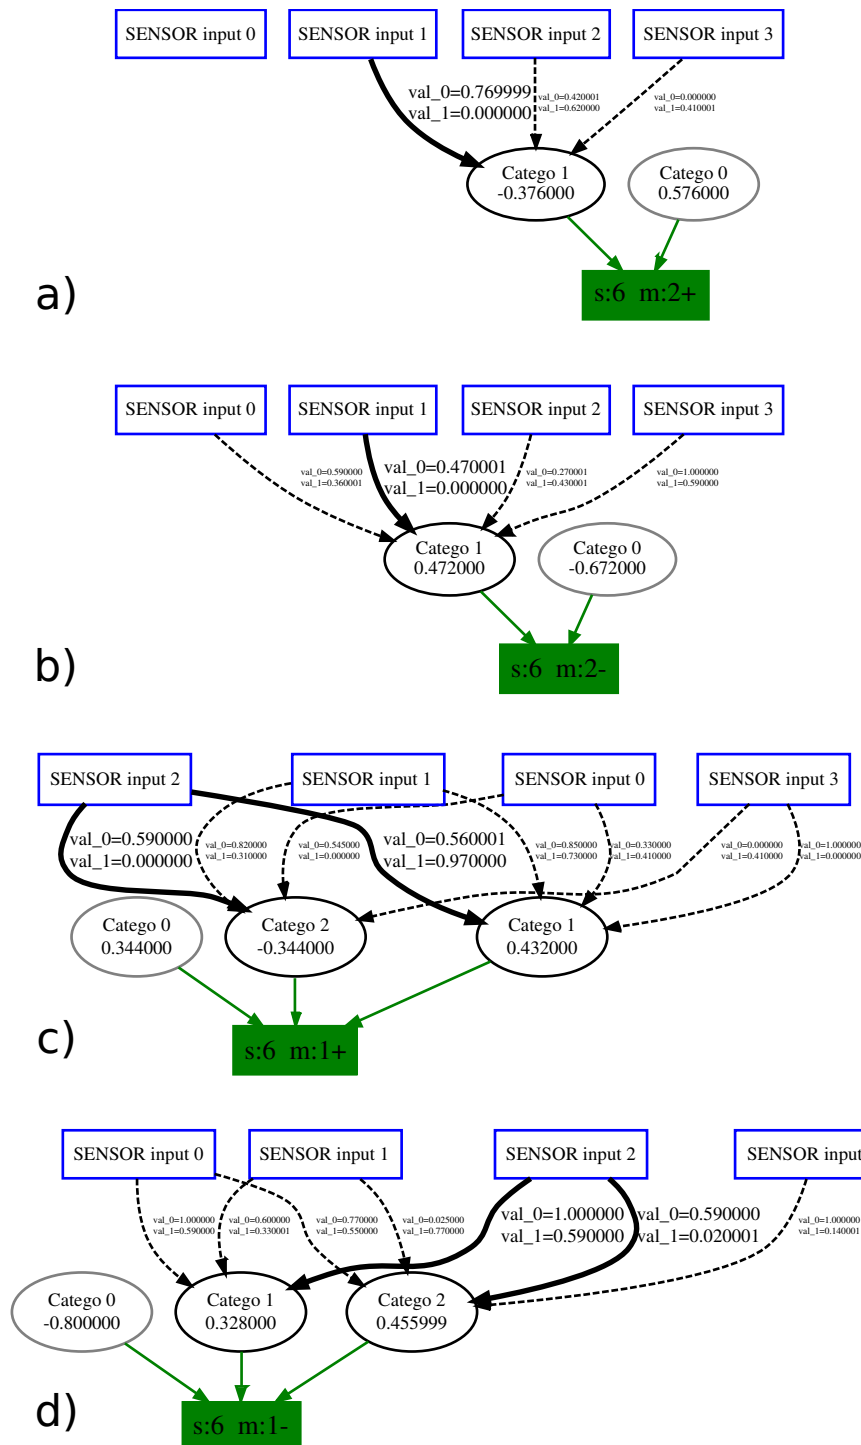 SENSOR input 0
SENSOR input 1
SENSOR input 2
SENSOR input 3
val_0=0.769999
val_1=0.000000
val_0=0.420001
val_1=0.620000
val_0=0.000000
val_1=0.410001
Catego 1
-0.376000
Catego 0
0.576000
s:6 m:2+
a)
SENSOR input 0
SENSOR input 1
SENSOR input 2
SENSOR input 3
val_0=0.590000
val_1=0.360001
val_0=0.470001
val_1=0.000000
val_0=0.270001
val_1=0.430001
val_0=1.000000
val_1=0.590000
Catego 1
0.472000
Catego 0
-0.672000
s:6 m:2-
b)
SENSOR input 2
SENSOR input 1
SENSOR input 0
SENSOR input 3
val_0=0.590000
val_1=0.000000
val_0=0.820000
val_1=0.310000
val_0=0.545000
val_1=0.000000
val_0=0.560001
val_1=0.970000
val_0=0.850000
val_1=0.730000
val_0=0.330000
val_1=0.410000
val_0=0.000000
val_1=0.410000
val_0=1.000000
val_1=0.000000
Catego 0
0.344000
Catego 2
-0.344000
Catego 1
0.432000
s:6 m:1+
c)
SENSOR input 0
SENSOR input 1
SENSOR input 2
SENSOR input
val_0=1.000000
val_1=0.590000
val_0=0.600000
val_1=0.330001
val_0=0.770000
val_1=0.550000
val_0=0.025000
val_1=0.770000
val_0=1.000000
val_1=0.590000
val_0=0.590000
val_1=0.020001
val_0=1.000000
val_1=0.140001
Catego 0
-0.800000
Catego 1
0.328000
Catego 2
0.455999
s:6 m:1-
d)